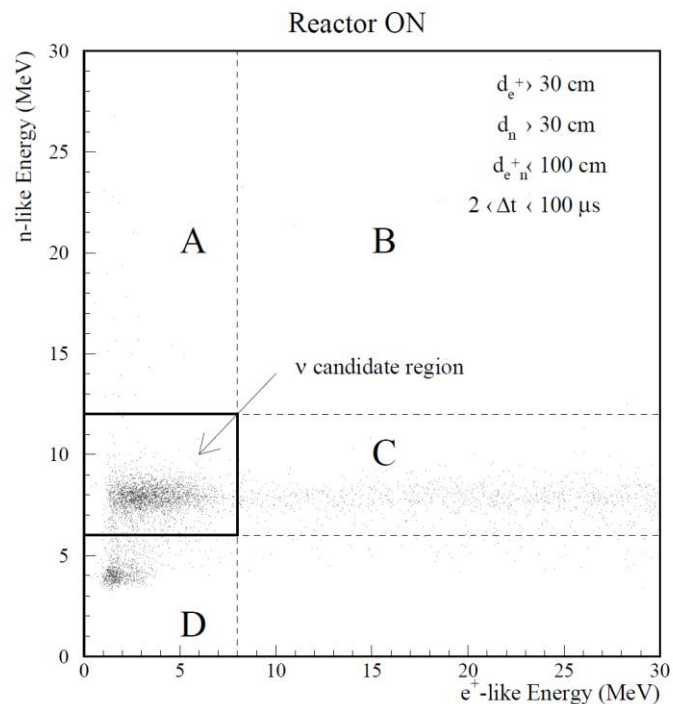 Reactor ON
n-like Energy (MeV)
30
25
20
15
10
5
0
d_e⁺ › 30 cm
d_n › 30 cm
d_e⁺n ‹ 100 cm
2 ‹ Δt ‹ 100 μs
A
B
ν candidate region
C
D
0 5 10 15 20 25 30
e⁺-like Energy (MeV)